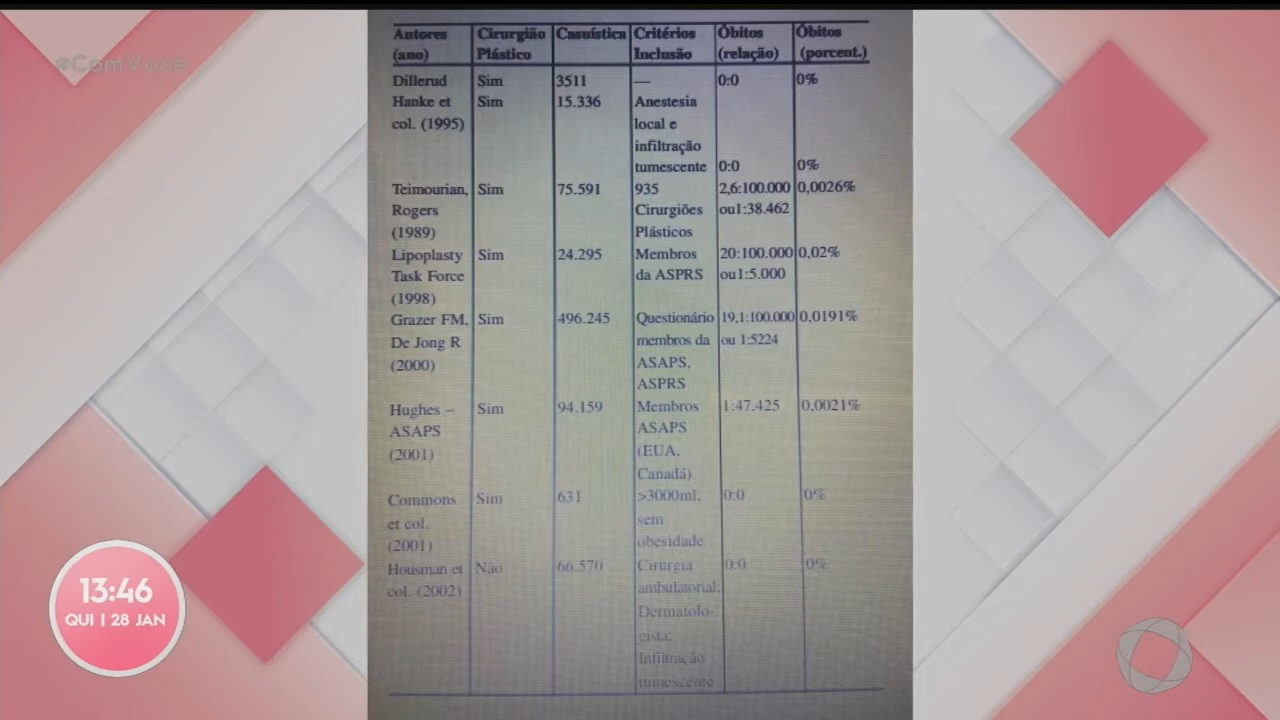 #ComVocê
Autores (ano) Cirurgião Plástico Casuística Critérios Inclusão Óbitos (relação) Óbitos (porcent.)
Dillerud Sim 3511 — 0:0 0%
Hanke et col. (1995) Sim 15.336 Anestesia local e infiltração tumescente 0:0 0%
Teimourian, Rogers (1989) Sim 75.591 935 Cirurgiões Plásticos 2,6:100.000 ou1:38.462 0,0026%
Lipoplasty Task Force (1998) Sim 24.295 Membros da ASPRS 20:100.000 ou1:5.000 0,02%
Grazer FM, De Jong R (2000) Sim 496.245 Questionário membros da ASAPS, ASPRS 19,1:100.000 ou 1:5224 0,0191%
Hughes – ASAPS (2001) Sim 94.159 Membros ASAPS (EUA, Canadá) 1:47.425 0,0021%
Commons et col. (2001) Sim 631 >3000ml, sem obesidade 0:0 0%
Housman et col. (2002) Não 66.570 Cirurgia ambulatorial; Dermatologista; Infiltração tumescente 0:0 0%
13:46
QUI | 28 JAN